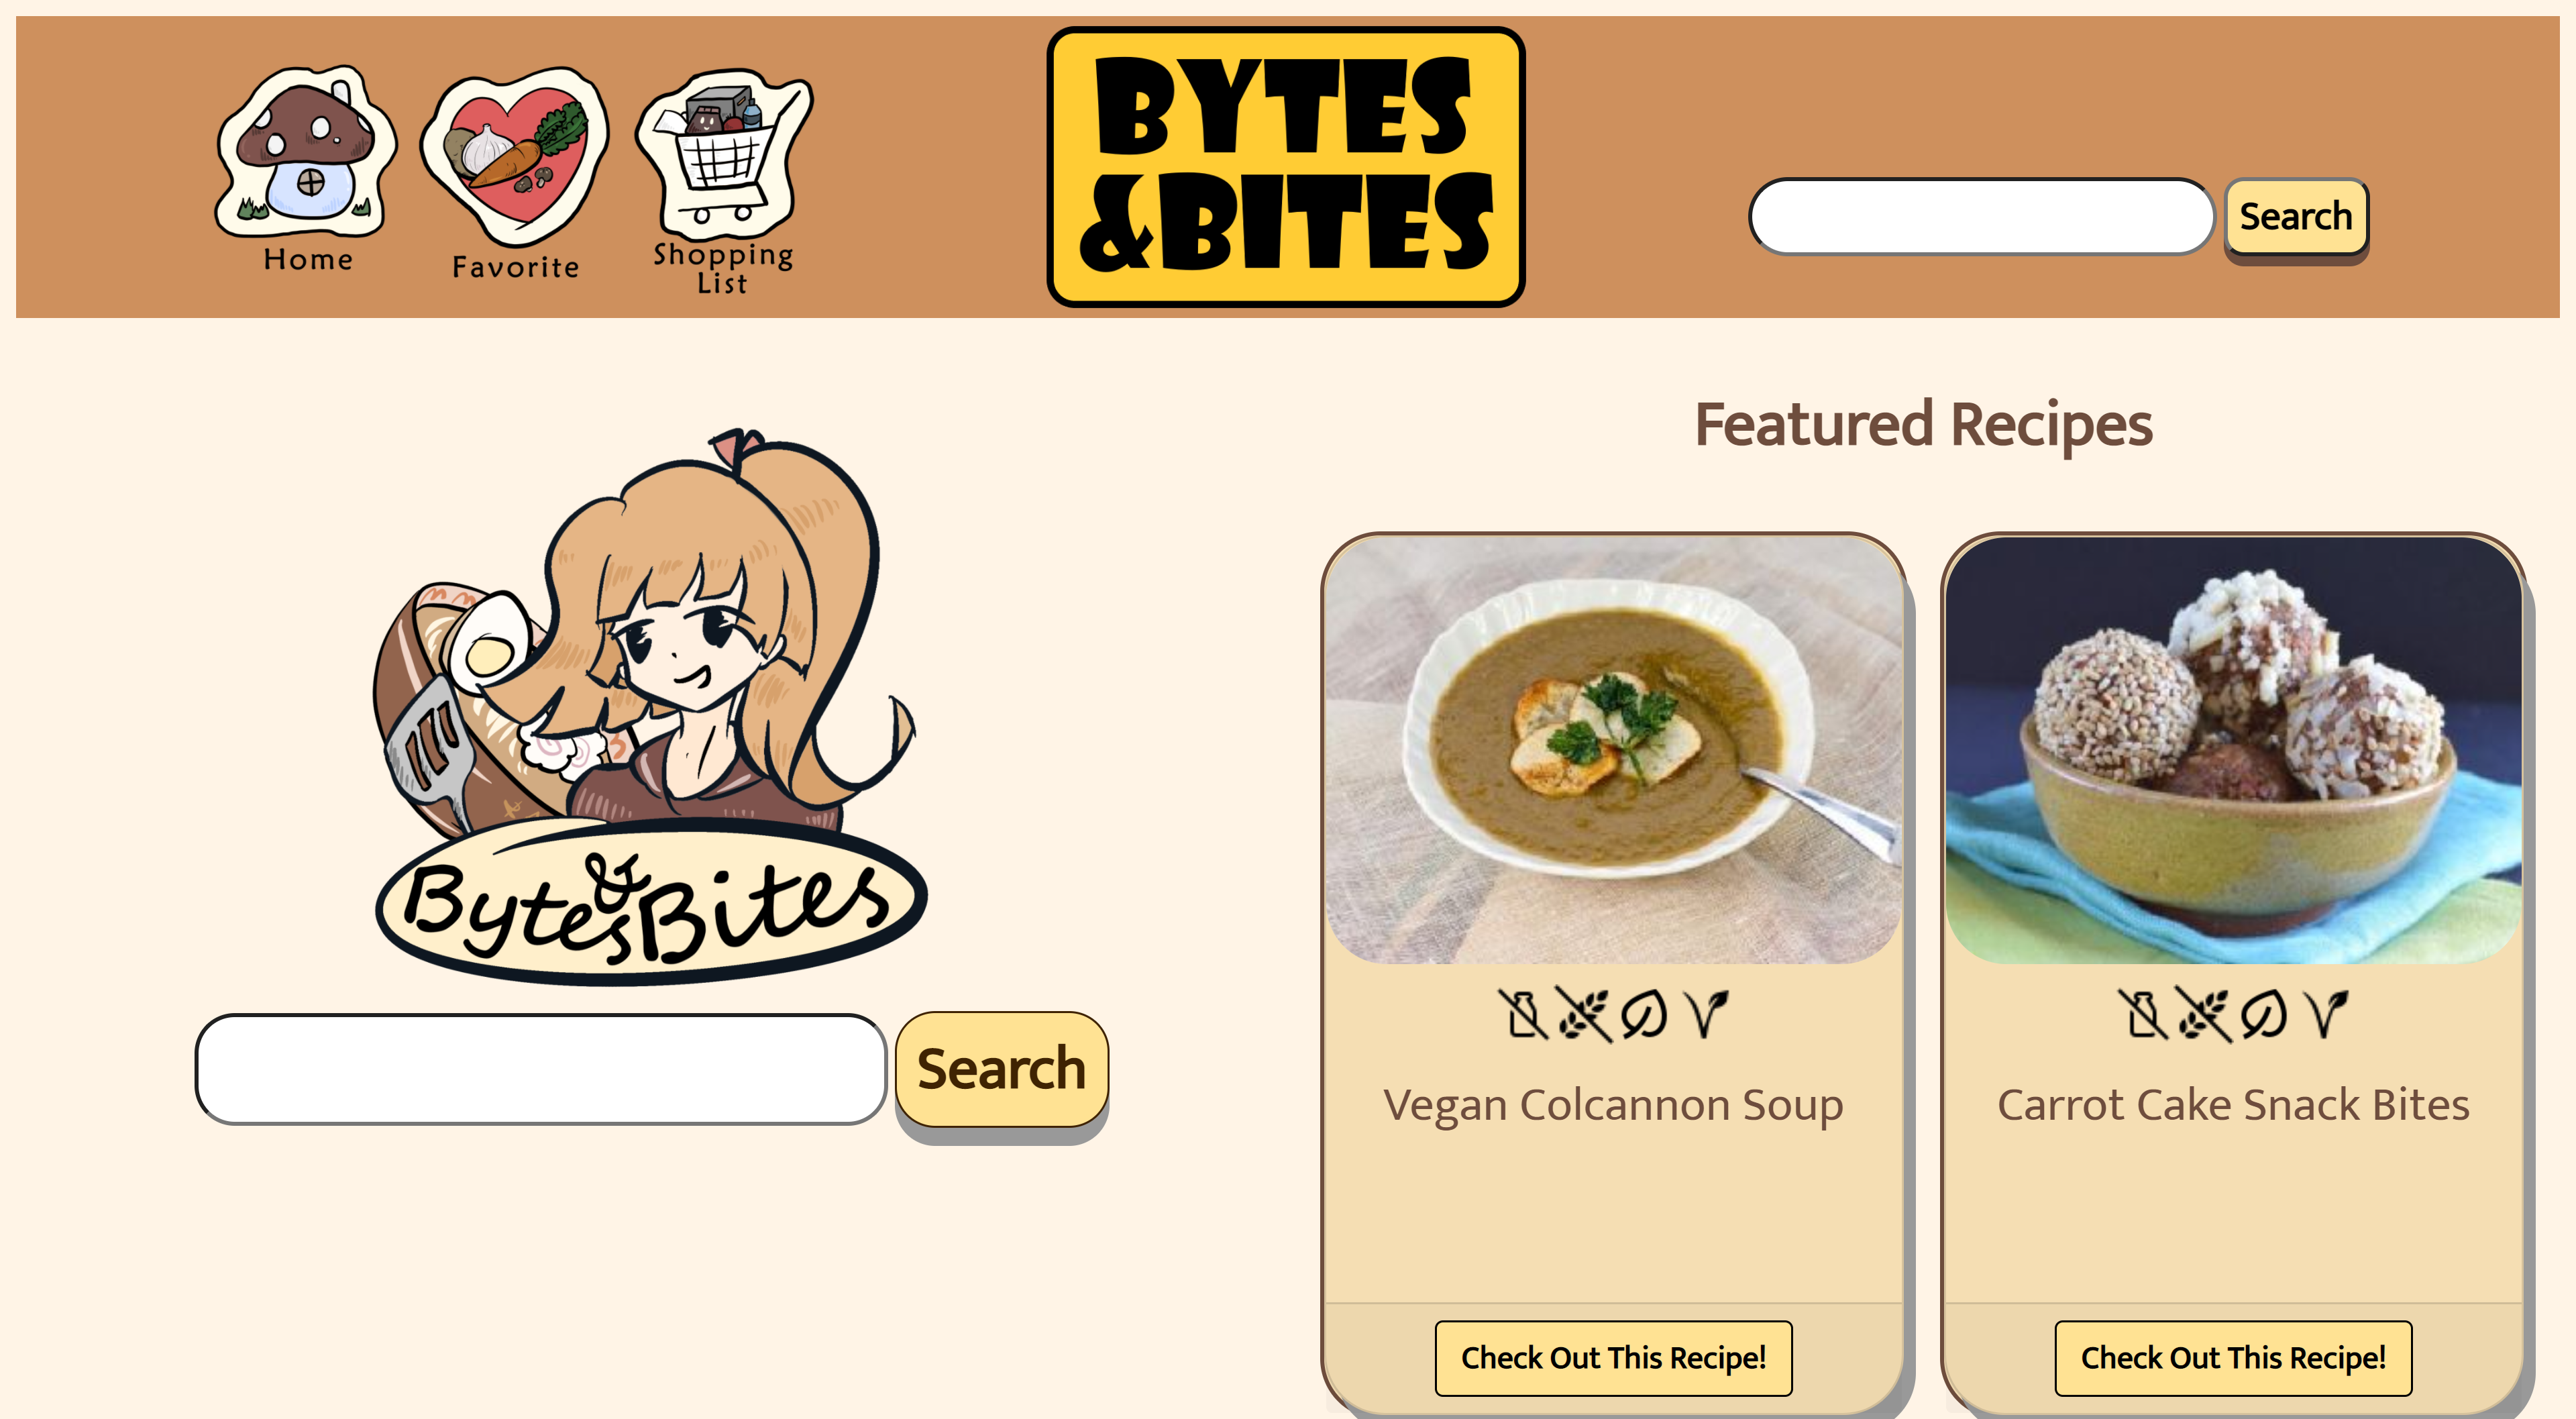 Home
Favorite
Shopping
List
BYTES
&BITES
Search
Featured Recipes
Bytes & Bites
Search
Vegan Colcannon Soup
Carrot Cake Snack Bites
Check Out This Recipe!
Check Out This Recipe!